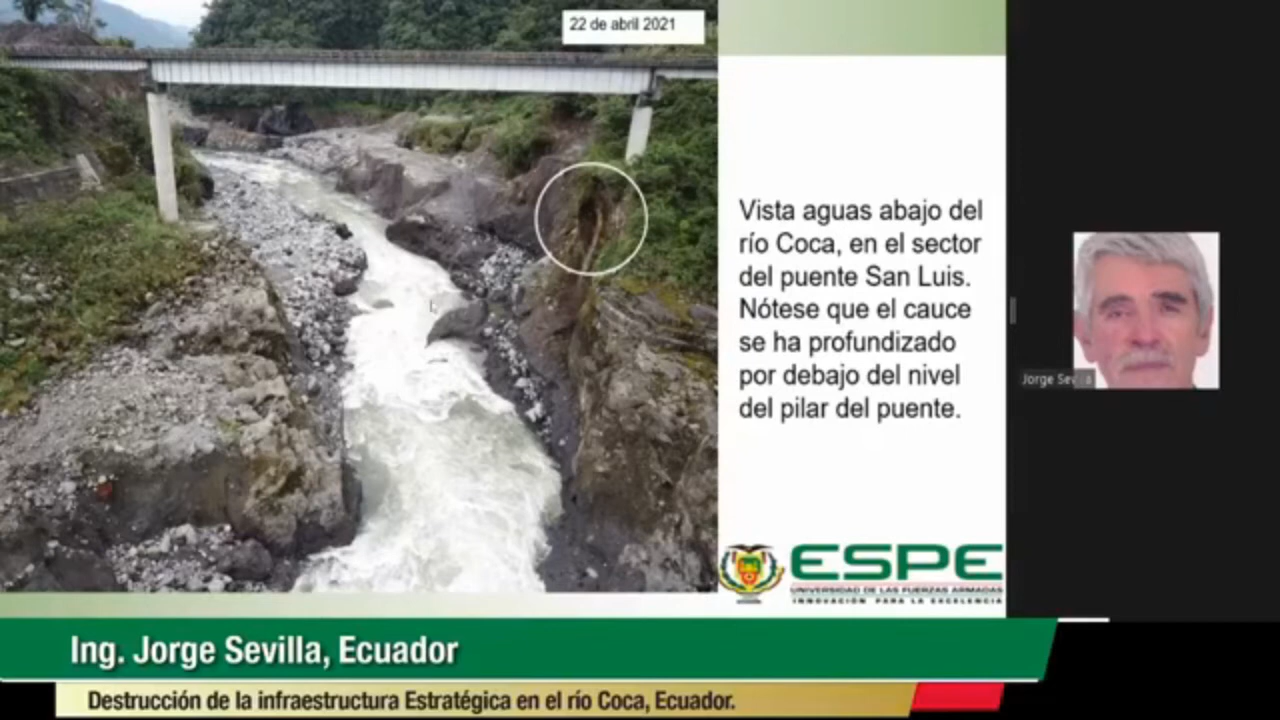 22 de abril 2021
Vista aguas abajo del
río Coca, en el sector
del puente San Luis.
Nótese que el cauce
se ha profundizado
por debajo del nivel
del pilar del puente.
Jorge Sevilla
ESPE
UNIVERSIDAD DE LAS FUERZAS ARMADAS
INNOVACIÓN PARA LA EXCELENCIA
Ing. Jorge Sevilla, Ecuador
Destrucción de la infraestructura Estratégica en el río Coca, Ecuador.